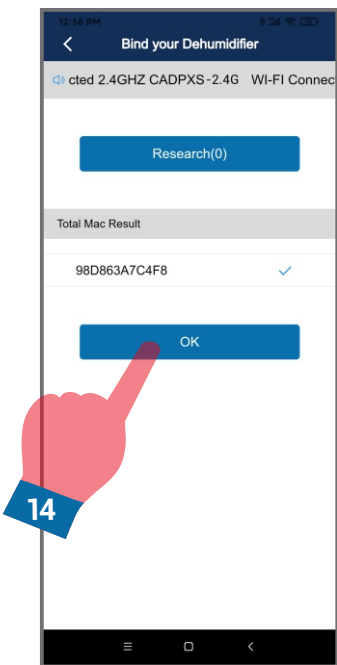 12:58 PM
Bind your Dehumidifier
cted 2.4GHZ CADPXS-2.4G WI-FI Connec
Research(0)
Total Mac Result
98D863A7C4F8
OK
14